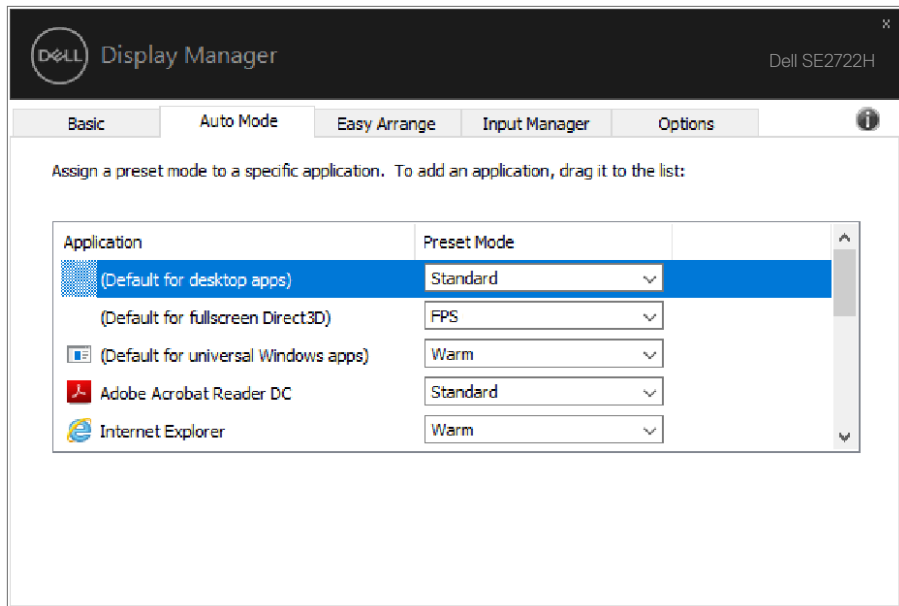 x
DELL Display Manager
Dell SE2722H
Basic Auto Mode Easy Arrange Input Manager Options
Assign a preset mode to a specific application. To add an application, drag it to the list:
Application Preset Mode
(Default for desktop apps) Standard
(Default for fullscreen Direct3D) FPS
(Default for universal Windows apps) Warm
Adobe Acrobat Reader DC Standard
Internet Explorer Warm